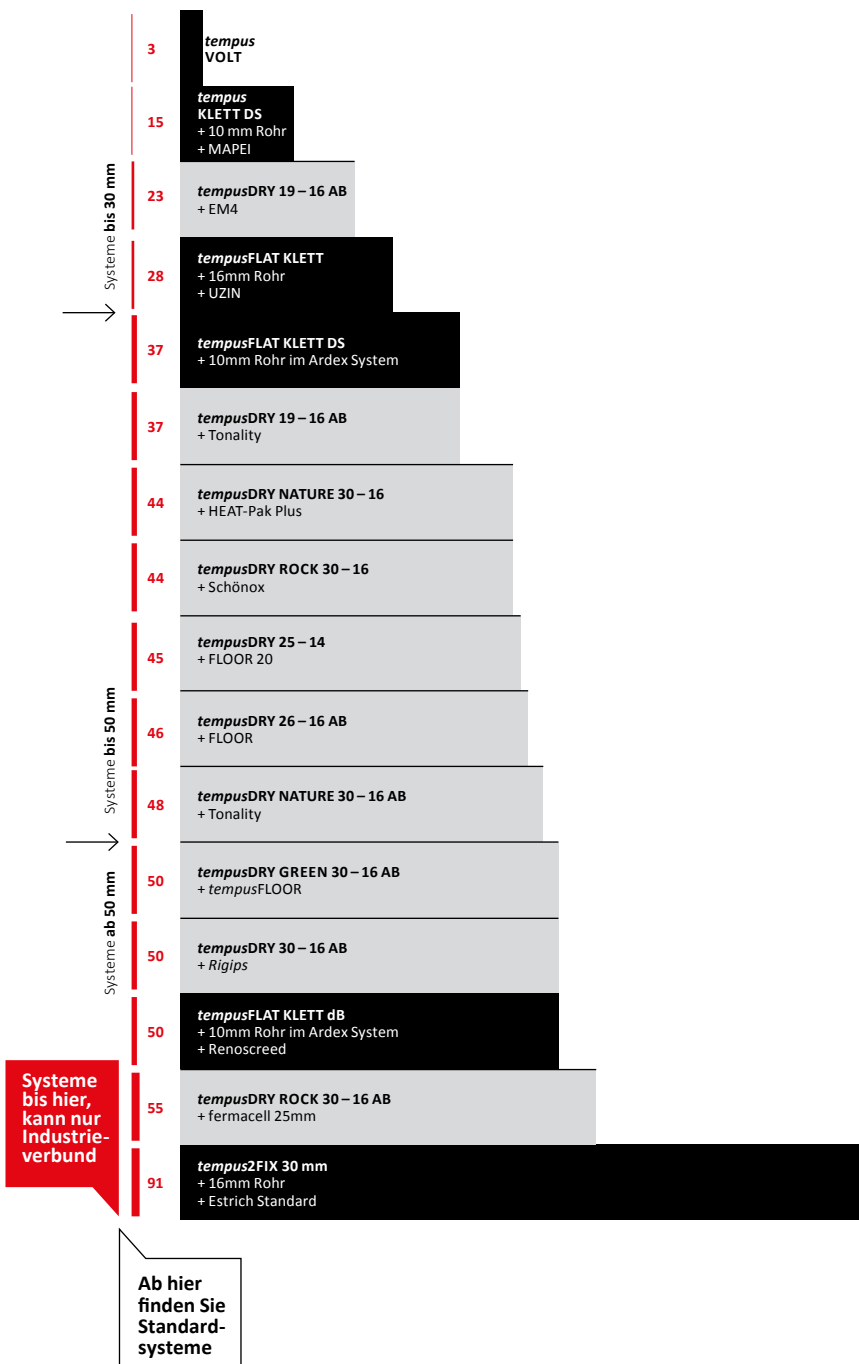 3
tempus
VOLT
15
tempus
KLETT DS
+ 10 mm Rohr
+ MAPEI
Systeme bis 30 mm
23
tempusDRY 19 – 16 AB
+ EM4
28
tempusFLAT KLETT
+ 16mm Rohr
+ UZIN
37
tempusFLAT KLETT DS
+ 10mm Rohr im Ardex System
37
tempusDRY 19 – 16 AB
+ Tonality
44
tempusDRY NATURE 30 – 16
+ HEAT-Pak Plus
44
tempusDRY ROCK 30 – 16
+ Schönox
45
tempusDRY 25 – 14
+ FLOOR 20
Systeme bis 50 mm
46
tempusDRY 26 – 16 AB
+ FLOOR
48
tempusDRY NATURE 30 – 16 AB
+ Tonality
Systeme ab 50 mm
50
tempusDRY GREEN 30 – 16 AB
+ tempusFLOOR
50
tempusDRY 30 – 16 AB
+ Rigips
50
tempusFLAT KLETT dB
+ 10mm Rohr im Ardex System
+ Renoscreed
Systeme
bis hier,
kann nur
Industrie-
verbund
55
tempusDRY ROCK 30 – 16 AB
+ fermacell 25mm
91
tempus2FIX 30 mm
+ 16mm Rohr
+ Estrich Standard
Ab hier
finden Sie
Standard-
systeme